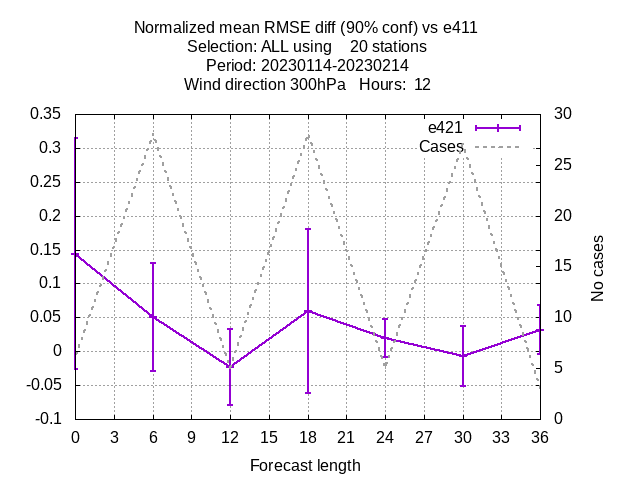 Normalized mean RMSE diff (90% conf) vs e411
Selection: ALL using    20 stations
Period: 20230114-20230214
Wind direction 300hPa   Hours:  12
e421
Cases
0.35
0.3
0.25
0.2
0.15
0.1
0.05
0
-0.05
-0.1
30
25
20
15
10
5
0
No cases
0 3 6 9 12 15 18 21 24 27 30 33 36
Forecast length